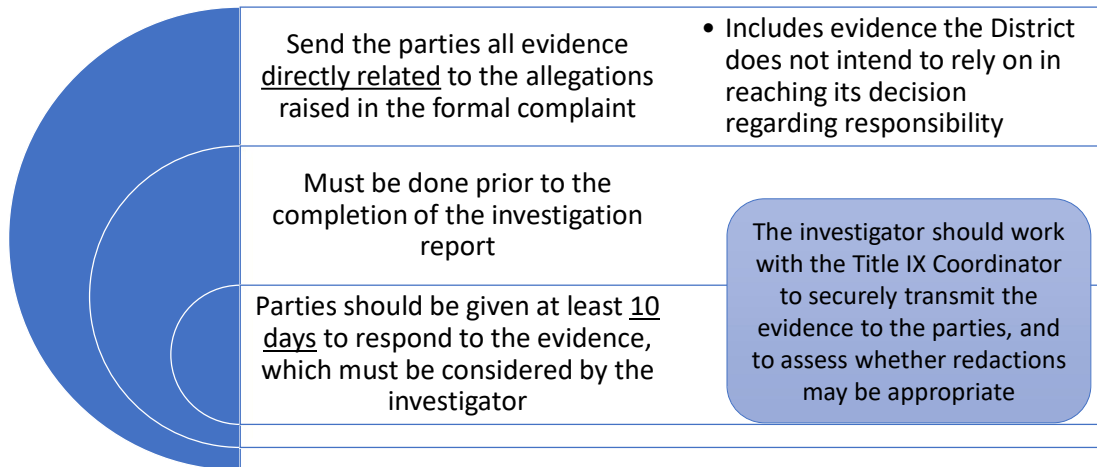 Send the parties all evidence
directly related to the allegations
raised in the formal complaint
• Includes evidence the District
does not intend to rely on in
reaching its decision
regarding responsibility
Must be done prior to the
completion of the investigation
report
Parties should be given at least 10
days to respond to the evidence,
which must be considered by the
investigator
The investigator should work
with the Title IX Coordinator
to securely transmit the
evidence to the parties, and
to assess whether redactions
may be appropriate